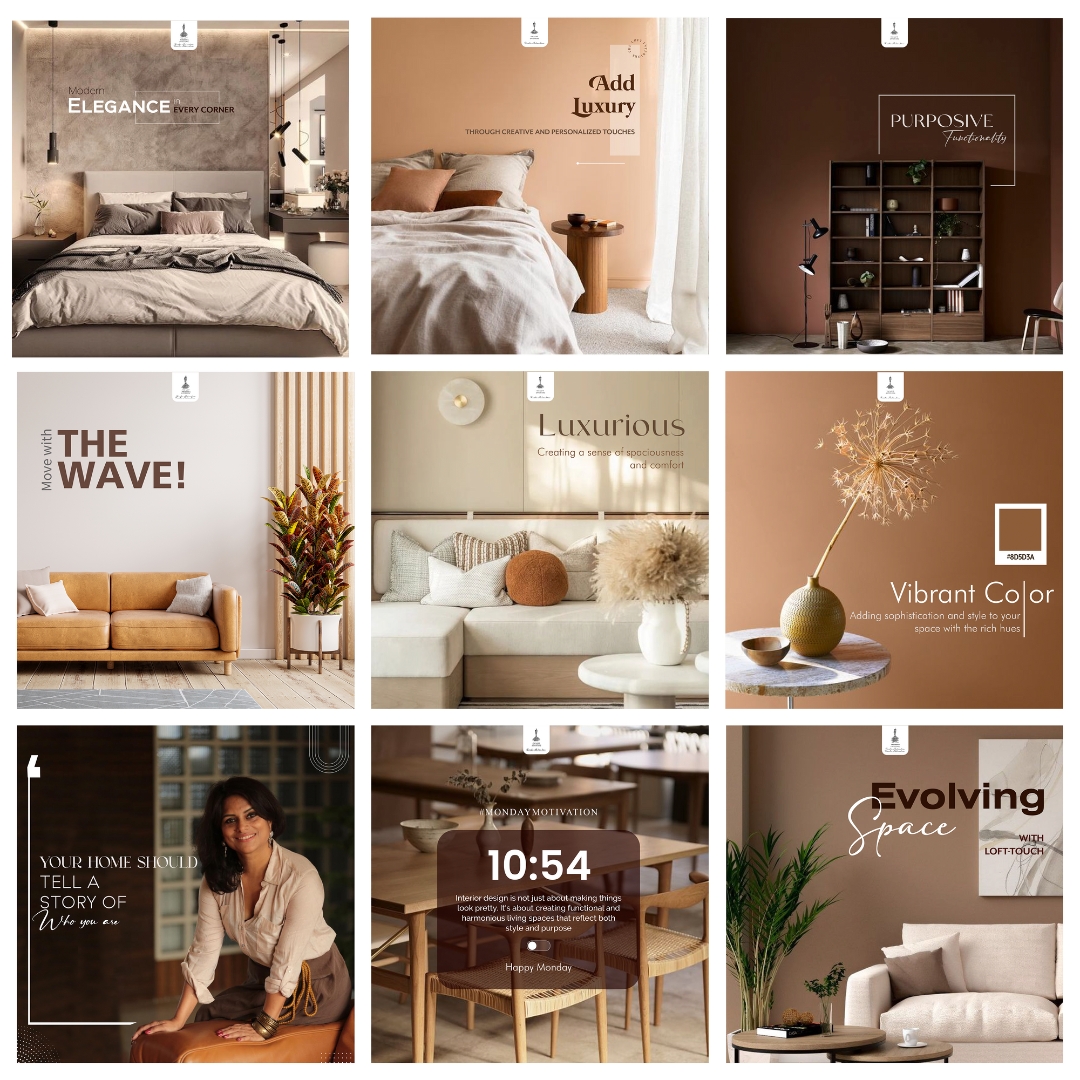 Modern
ELEGANCE in
EVERY CORNER
Add
Luxury
THROUGH CREATIVE AND PERSONALIZED TOUCHES
PURPOSIVE
Functionality
Move with
THE
WAVE!
Luxurious
Creating a sense of spaciousness
and comfort
#8D5D3A
Vibrant Color
Adding sophistication and style to your
space with the rich hues
YOUR HOME SHOULD
TELL A
STORY OF
Who you are
#MONDAYMOTIVATION
10:54
Interior design is not just about making things
look pretty. It's about creating functional and
harmonious living spaces that reflect both
style and purpose
Happy Monday
Evolving
Space
WITH
LOFT-TOUCH